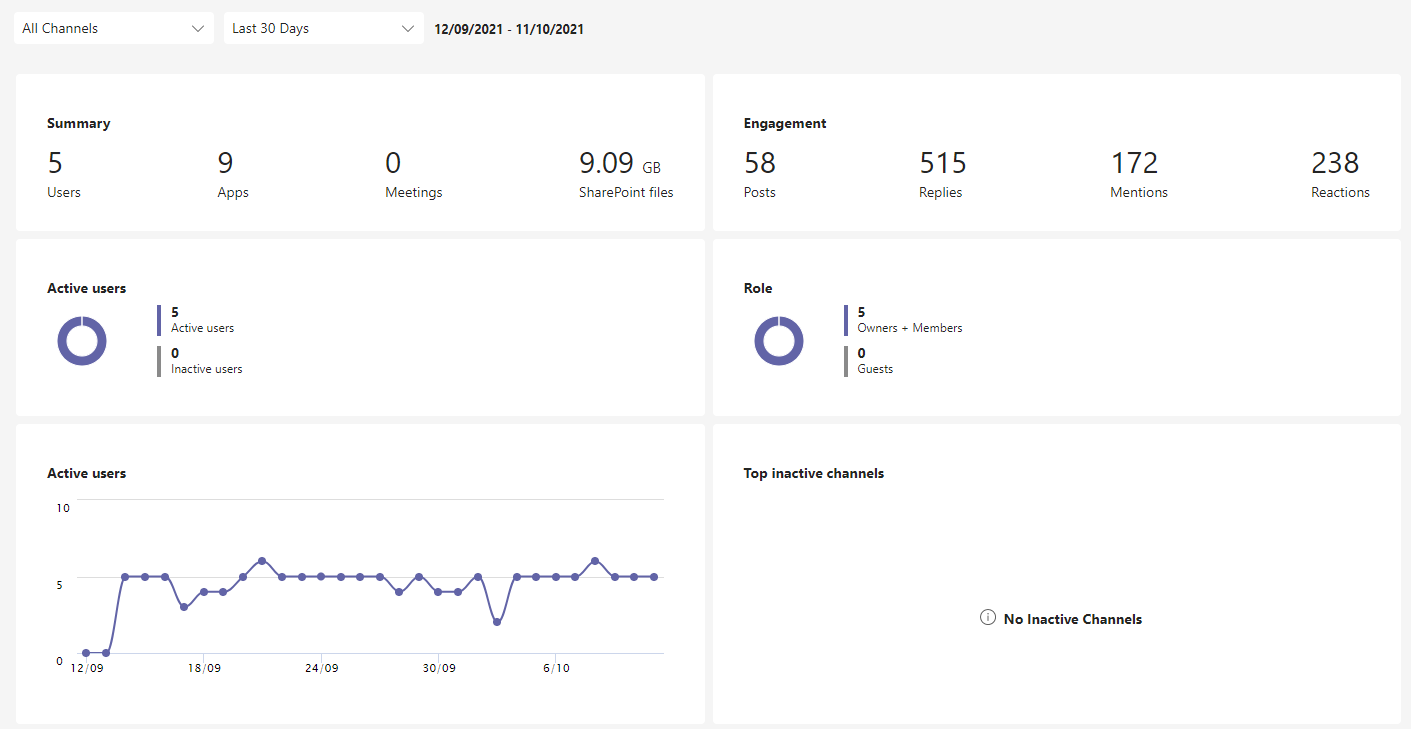 All Channels
Last 30 Days
12/09/2021 - 11/10/2021
Summary
5
Users
9
Apps
0
Meetings
9.09 GB
SharePoint files
Engagement
58
Posts
515
Replies
172
Mentions
238
Reactions
Active users
5
Active users
0
Inactive users
Role
5
Owners + Members
0
Guests
Active users
10
5
0
12/09
18/09
24/09
30/09
6/10
Top inactive channels
No Inactive Channels